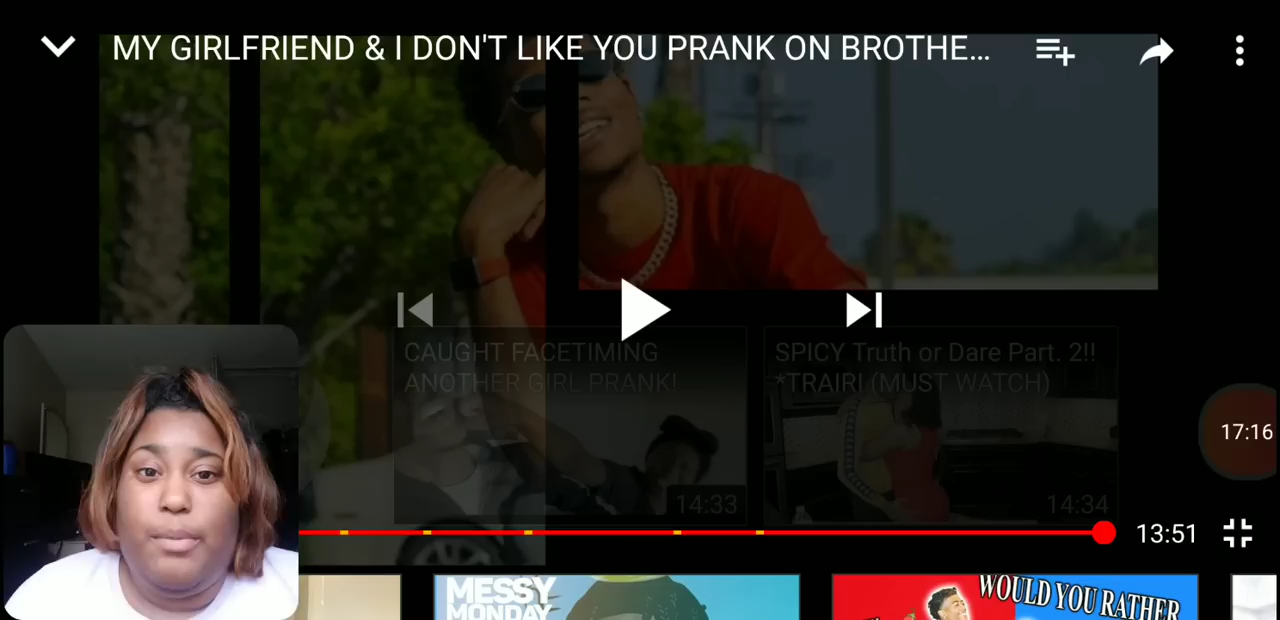 MY GIRLFRIEND & I DON'T LIKE YOU PRANK ON BROTHE...
CAUGHT FACETIMING
ANOTHER GIRL PRANK!
SPICY Truth or Dare Part. 2!!
*TRAIRI (MUST WATCH)
17:16
14:33
14:34
13:51
MESSY
MONDAY
WOULD YOU RATHER